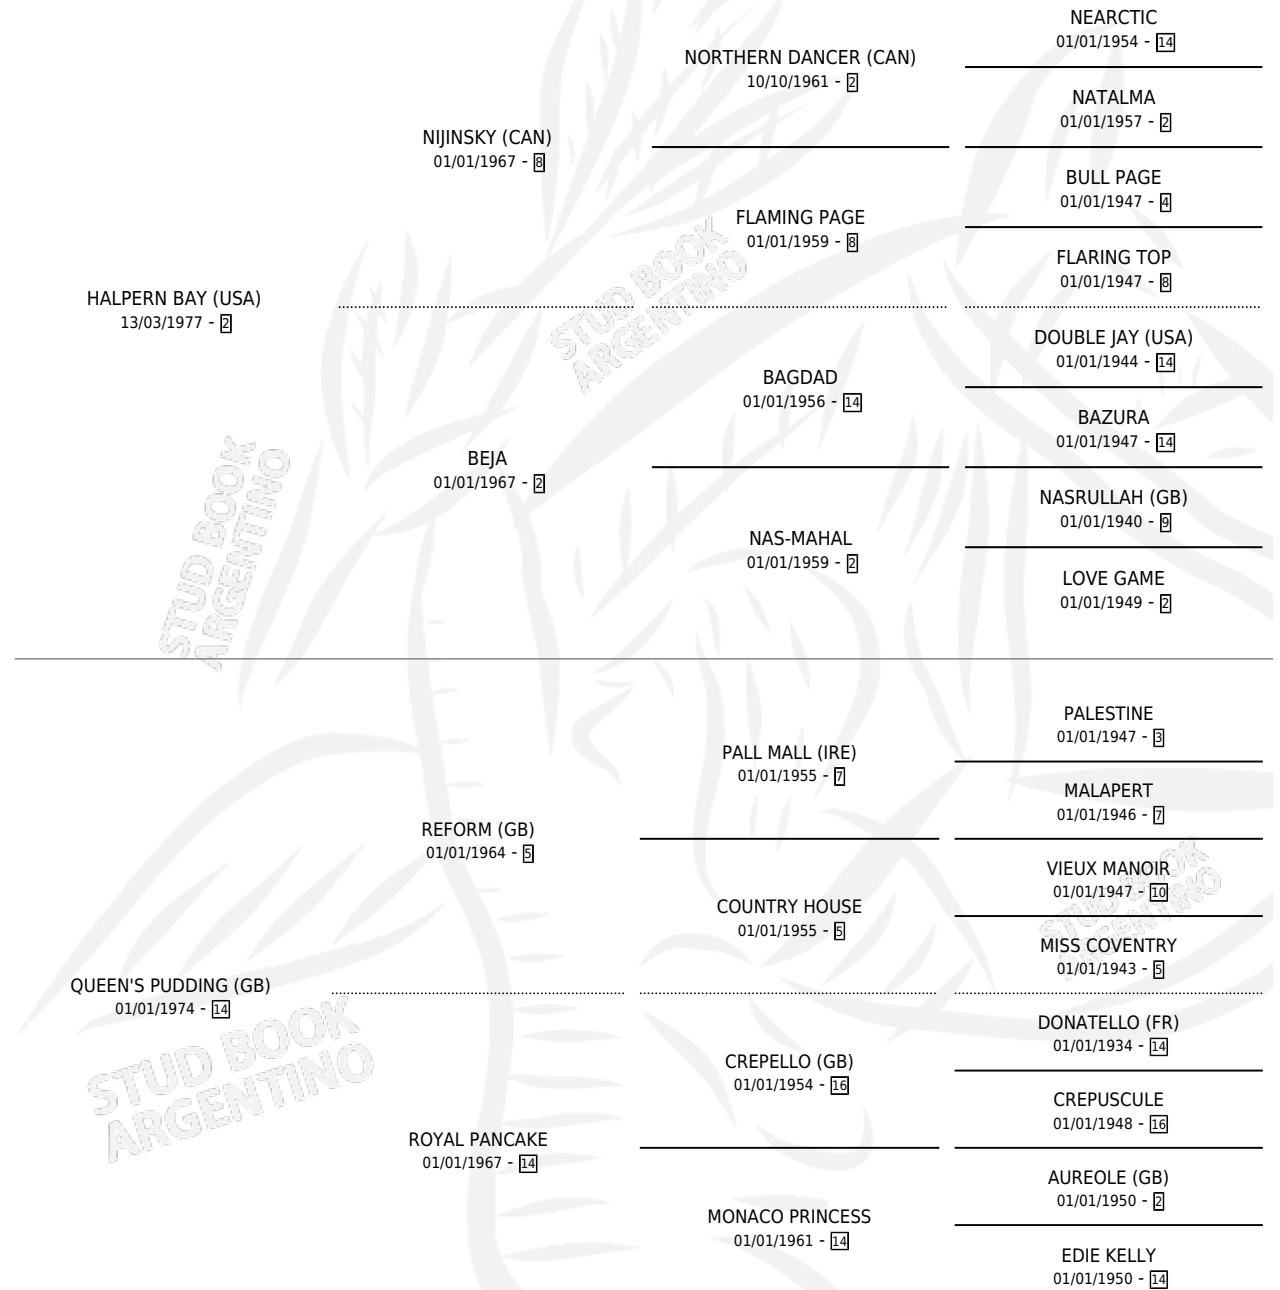 NEARCTIC
01/01/1954 - 14
NORTHERN DANCER (CAN)
10/10/1961 - 2
NATALMA
01/01/1957 - 2
NIJINSKY (CAN)
01/01/1967 - 8
BULL PAGE
01/01/1947 - 4
FLAMING PAGE
01/01/1959 - 8
FLARING TOP
01/01/1947 - 8
HALPERN BAY (USA)
13/03/1977 - 2
DOUBLE JAY (USA)
01/01/1944 - 14
BAGDAD
01/01/1956 - 14
BAZURA
01/01/1947 - 14
BEJA
01/01/1967 - 2
NASRULLAH (GB)
01/01/1940 - 9
NAS-MAHAL
01/01/1959 - 2
LOVE GAME
01/01/1949 - 2
PALESTINE
01/01/1947 - 3
PALL MALL (IRE)
01/01/1955 - 7
MALAPERT
01/01/1946 - 7
REFORM (GB)
01/01/1964 - 5
VIEUX MANOIR
01/01/1947 - 10
COUNTRY HOUSE
01/01/1955 - 5
MISS COVENTRY
01/01/1943 - 5
QUEEN'S PUDDING (GB)
01/01/1974 - 14
DONATELLO (FR)
01/01/1934 - 14
CREPELLO (GB)
01/01/1954 - 16
CREPUSCULE
01/01/1948 - 16
ROYAL PANCAKE
01/01/1967 - 14
AUREOLE (GB)
01/01/1950 - 2
MONACO PRINCESS
01/01/1961 - 14
EDIE KELLY
01/01/1950 - 14
STUD BOOK
ARGENTINO
STUD BOOK
ARGENTINO
STUD BOOK
ARGENTINO
STUD BOOK
ARGENTINO